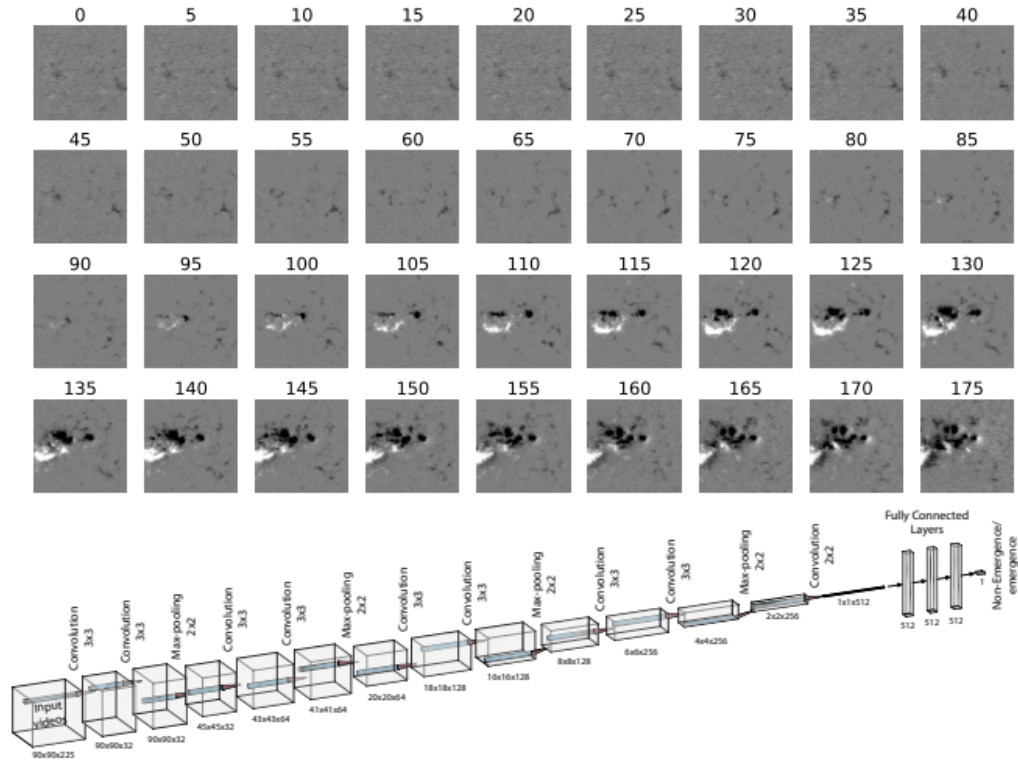 0 5 10 15 20 25 30 35 40
45 50 55 60 65 70 75 80 85
90 95 100 105 110 115 120 125 130
135 140 145 150 155 160 165 170 175
Fully Connected
Layers
Convolution
3x3
Convolution
3x3
Max-pooling
2x2
Convolution
3x3
Convolution
3x3
Max-pooling
2x2
Convolution
3x3
Convolution
3x3
Max-pooling
2x2
Convolution
3x3
Convolution
3x3
Max-pooling
2x2
Convolution
2x2
Non-Emergence/
emergence
Input
videos
90x90x225
90x90x32
90x90x32
45x45x32
43x43x64
41x41x64
20x20x64
18x18x128
16x16x128
8x8x128
6x6x256
4x4x256
2x2x256
1x1x512
512
512
512
1